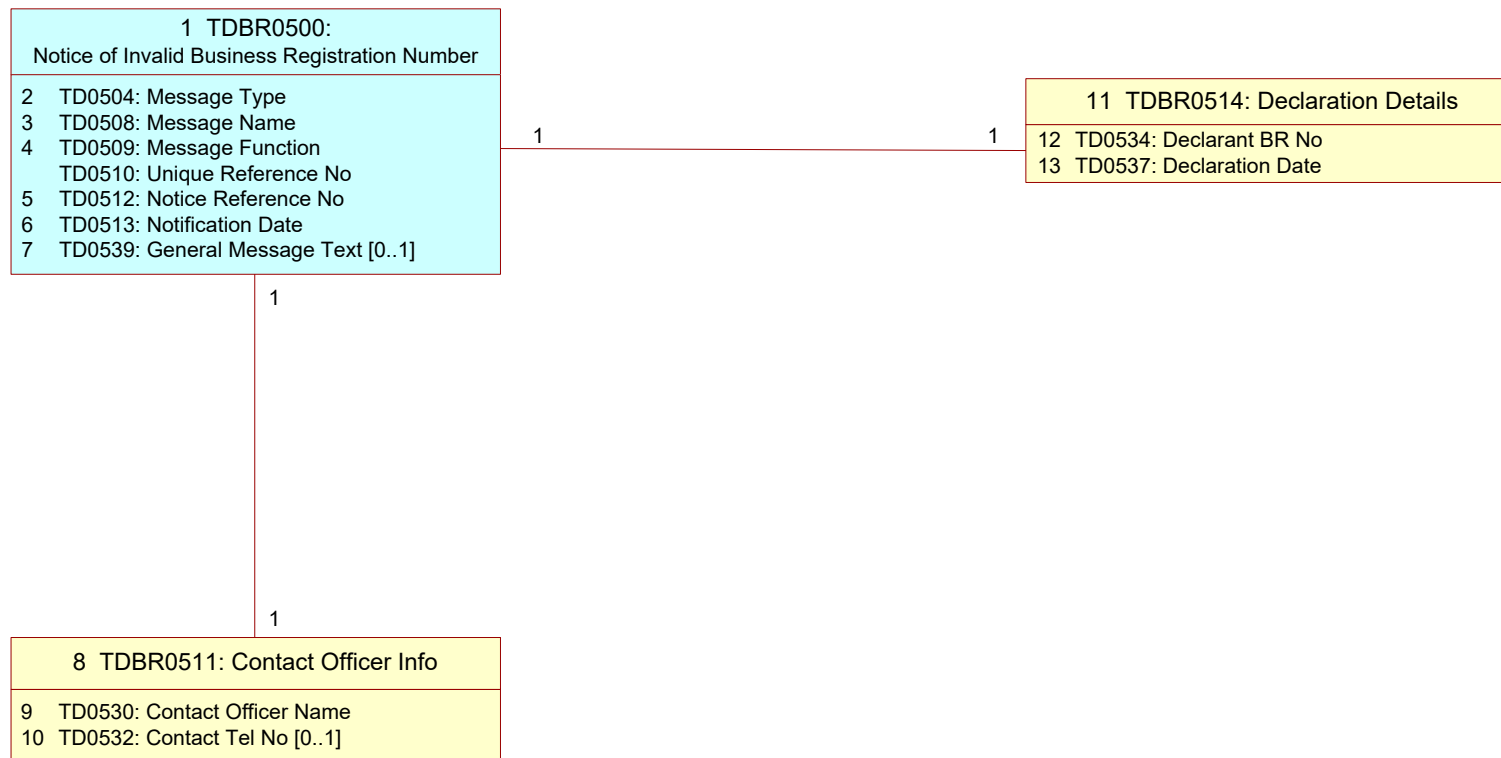 1 TDBR0500:
Notice of Invalid Business Registration Number
2 TD0504: Message Type
3 TD0508: Message Name
4 TD0509: Message Function
TD0510: Unique Reference No
5 TD0512: Notice Reference No
6 TD0513: Notification Date
7 TD0539: General Message Text [0..1]
1
1
11 TDBR0514: Declaration Details
12 TD0534: Declarant BR No
13 TD0537: Declaration Date
1
1
8 TDBR0511: Contact Officer Info
9 TD0530: Contact Officer Name
10 TD0532: Contact Tel No [0..1]